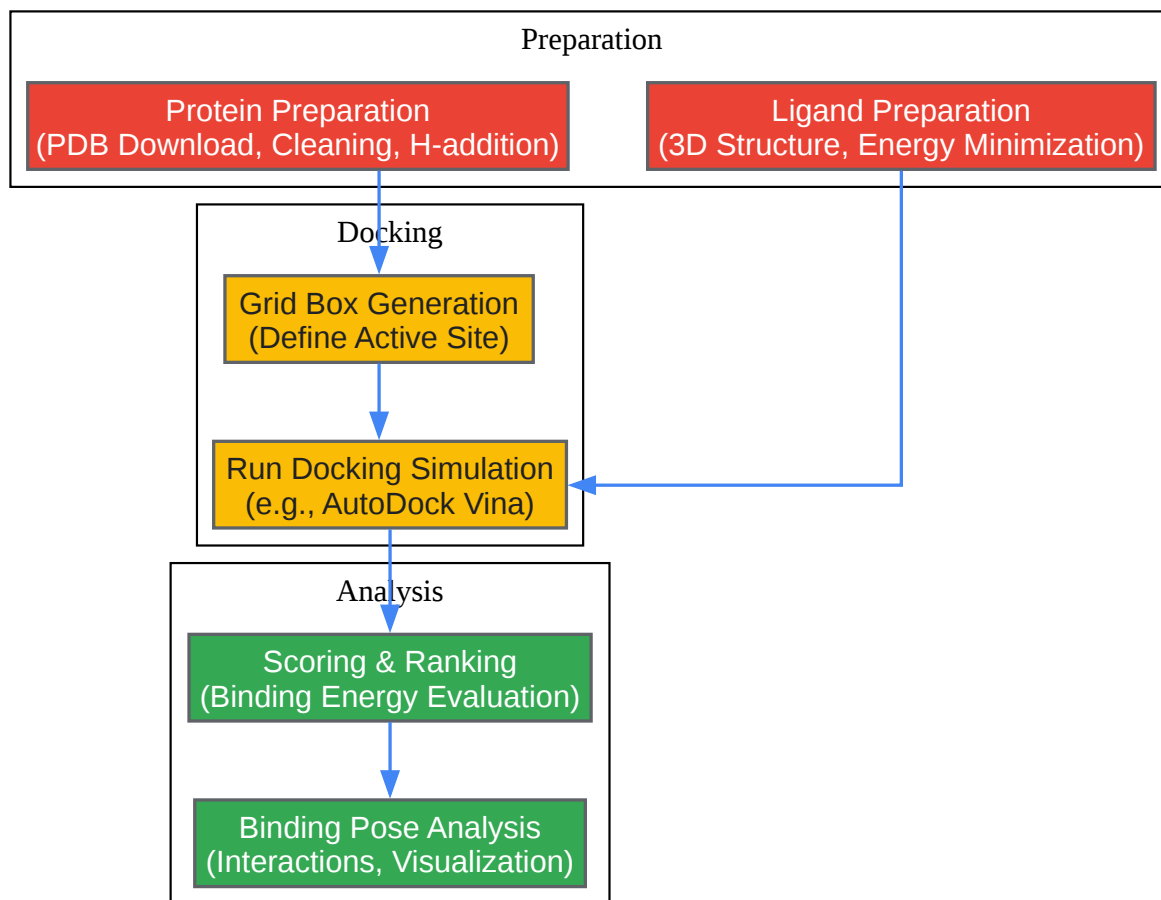 Preparation
Protein Preparation
(PDB Download, Cleaning, H-addition)
Ligand Preparation
(3D Structure, Energy Minimization)
Docking
Grid Box Generation
(Define Active Site)
Run Docking Simulation
(e.g., AutoDock Vina)
Analysis
Scoring & Ranking
(Binding Energy Evaluation)
Binding Pose Analysis
(Interactions, Visualization)